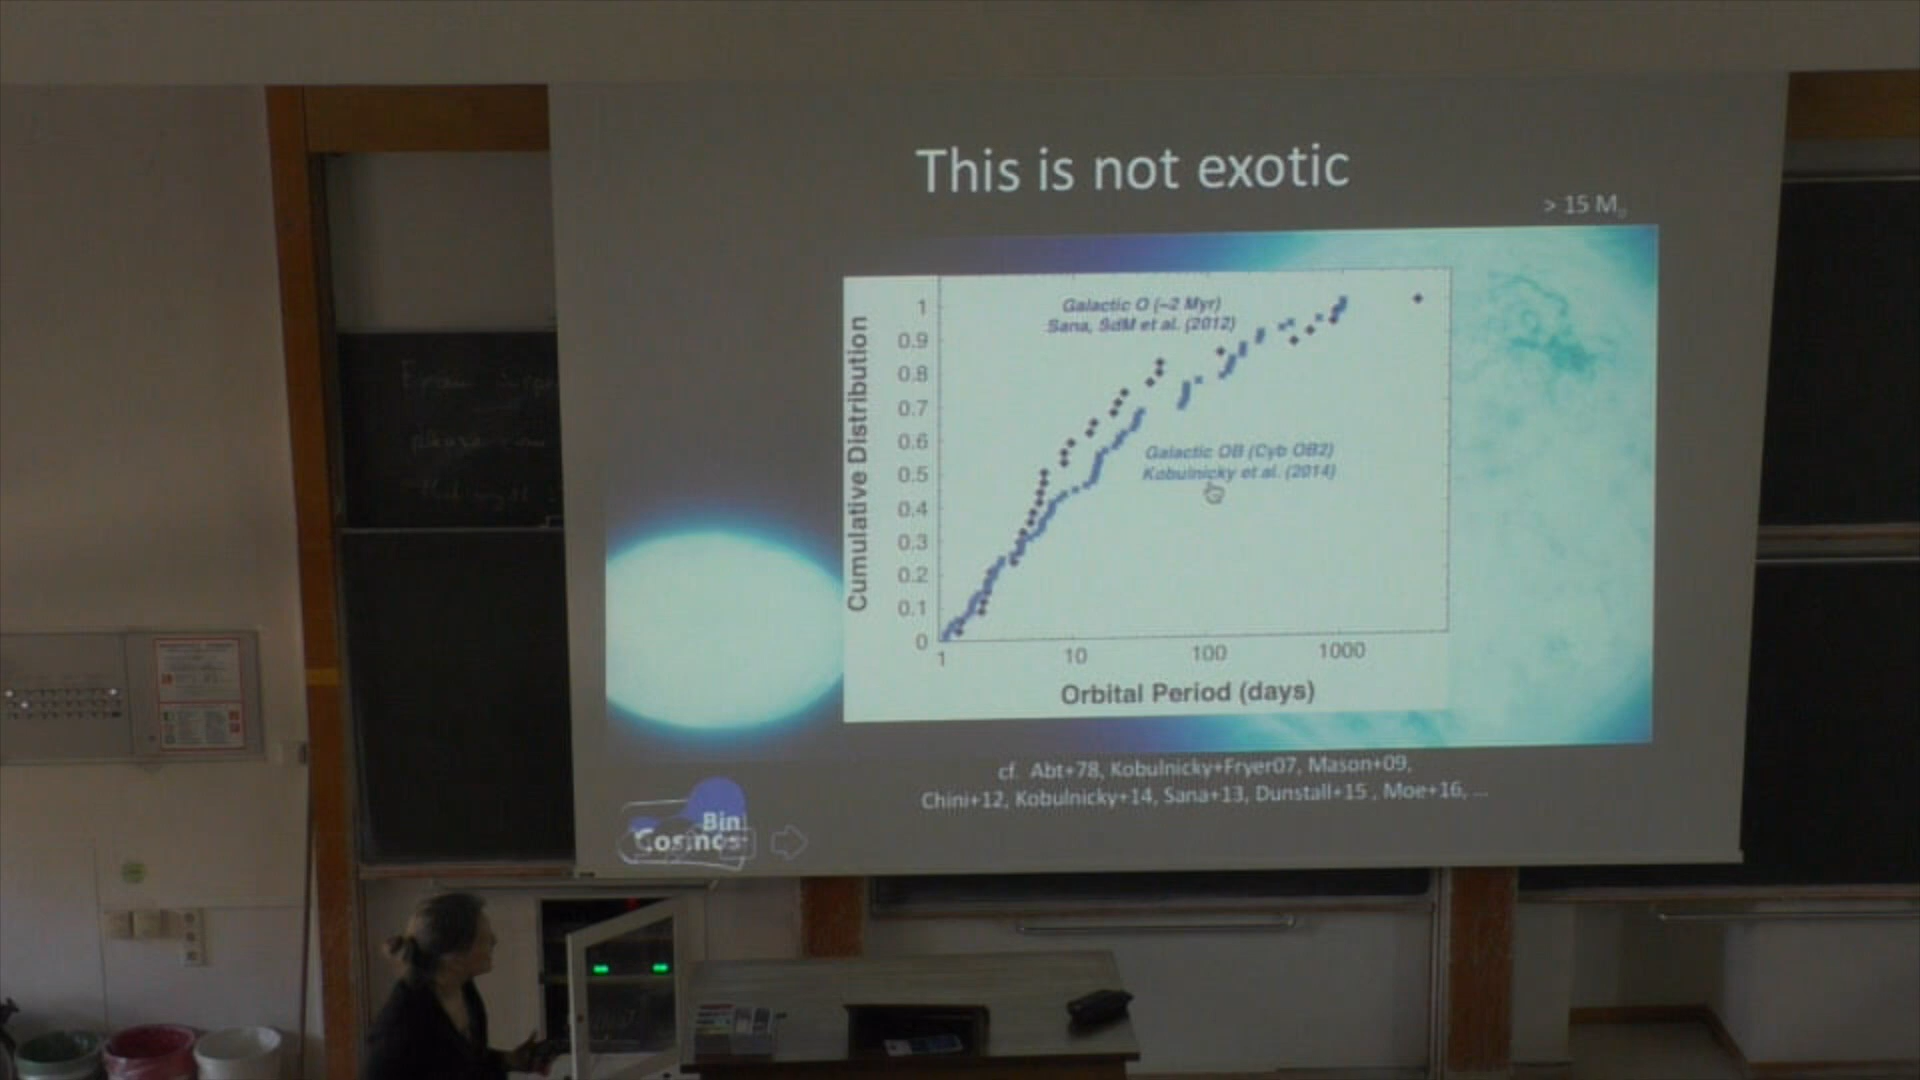 This is not exotic
> 15 M☉
Galactic O (~2 Myr)
Sana, SdM et al. (2012)
Galactic OB (Cyb OB2)
Kobulnicky et al. (2014)
Cumulative Distribution
1
0.9
0.8
0.7
0.6
0.5
0.4
0.3
0.2
0.1
0
1 10 100 1000
Orbital Period (days)
cf. Abt+78, Kobulnicky+Fryer07, Mason+09,
Chini+12, Kobulnicky+14, Sana+13, Dunstall+15 , Moe+16, ...
Bin
Cosmos